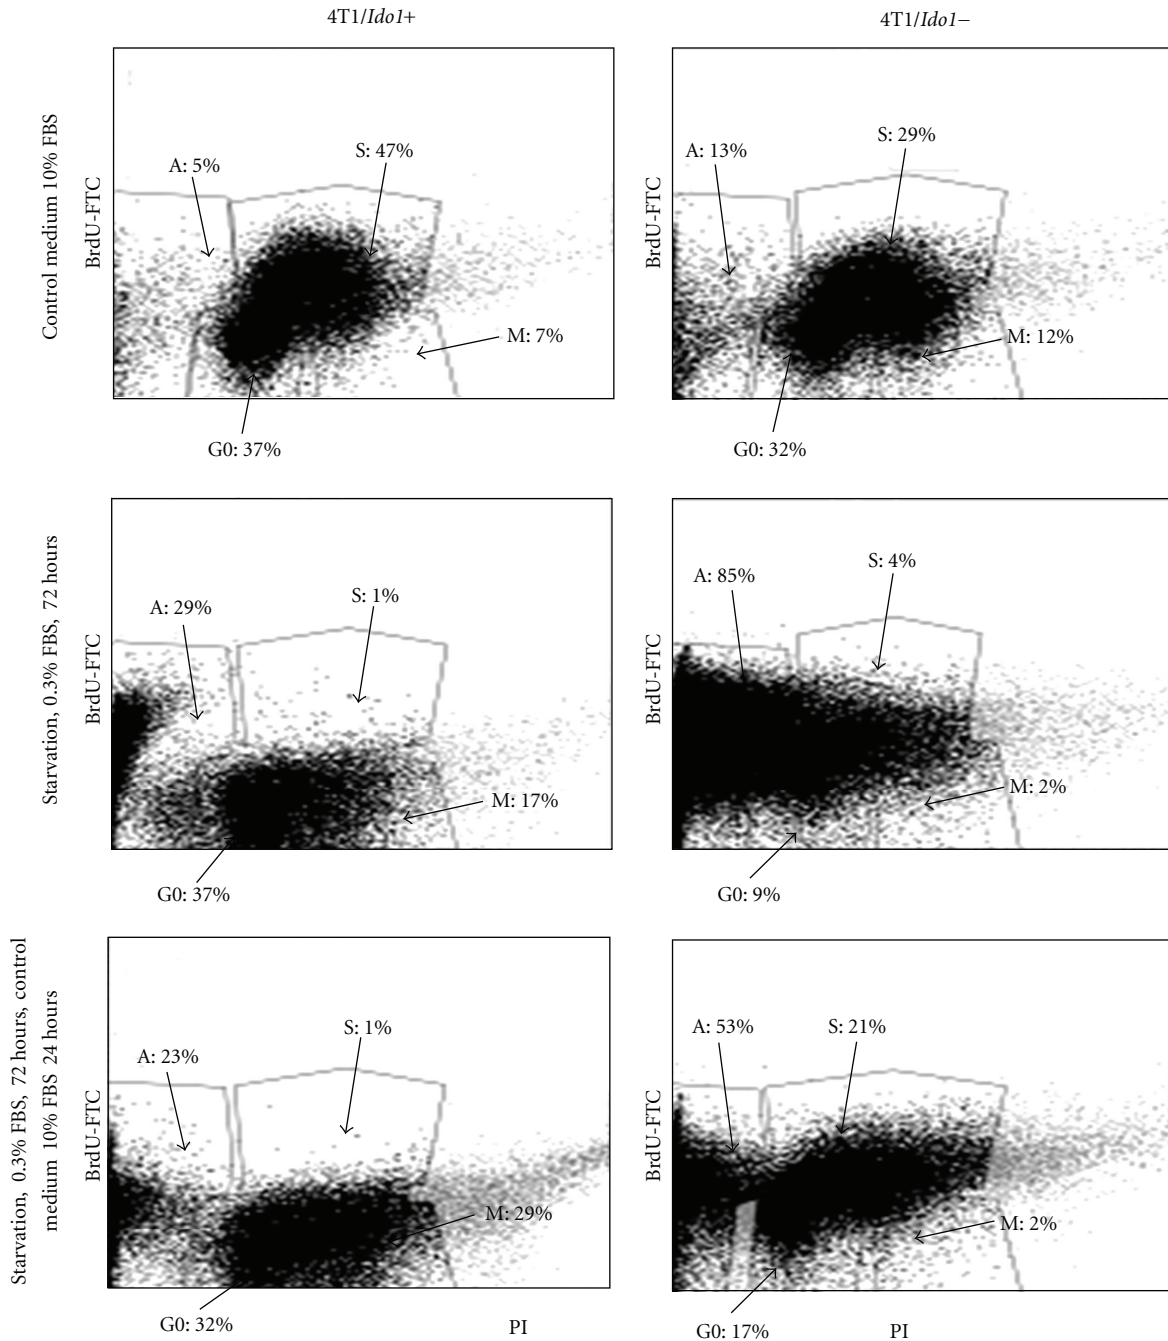 4T1/Ido1+
4T1/Ido1−
Control medium 10% FBS
BrdU-FTC
A: 5%
S: 47%
M: 7%
G0: 37%
BrdU-FTC
A: 13%
S: 29%
M: 12%
G0: 32%
Starvation, 0.3% FBS, 72 hours
BrdU-FTC
A: 29%
S: 1%
M: 17%
G0: 37%
BrdU-FTC
A: 85%
S: 4%
M: 2%
G0: 9%
Starvation, 0.3% FBS, 72 hours, control
medium 10% FBS 24 hours
BrdU-FTC
A: 23%
S: 1%
M: 29%
G0: 32%
PI
BrdU-FTC
A: 53%
S: 21%
M: 2%
G0: 17%
PI